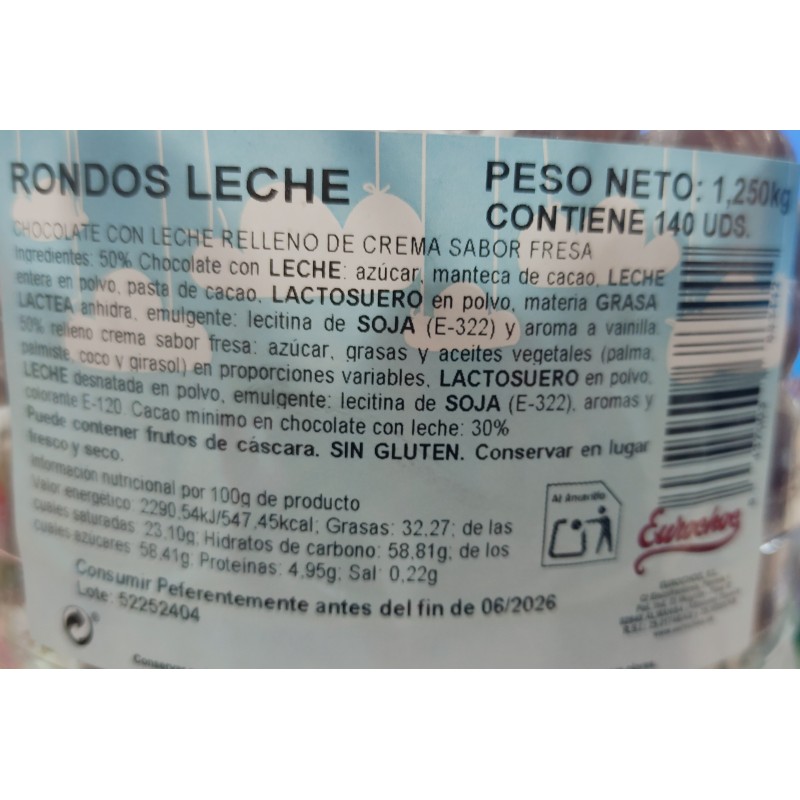 RONDOS LECHE
PESO NETO: 1,250kg
CONTIENE 140 UDS.
CHOCOLATE CON LECHE RELLENO DE CREMA SABOR FRESA
Ingredientes: 50% Chocolate con LECHE: azúcar, manteca de cacao, LECHE
entera en polvo, pasta de cacao, LACTOSUERO en polvo, materia GRASA
LACTEA anhidra, emulgente: lecitina de SOJA (E-322) y aroma a vainilla.
50% relleno crema sabor fresa: azúcar, grasas y aceites vegetales (palma,
palmiste, coco y girasol) en proporciones variables, LACTOSUERO en polvo,
LECHE desnatada en polvo, emulgente: lecitina de SOJA (E-322), aromas y
colorante E-120. Cacao mínimo en chocolate con leche: 30%
Puede contener frutos de cáscara. SIN GLUTEN. Conservar en lugar
fresco y seco.
Información nutricional por 100g de producto
Valor energetico: 2290,54kJ/547,45kcal; Grasas: 32,27; de las
cuales saturadas: 23,10g; Hidratos de carbono: 58,81g; de los
cuales azúcares: 58,41g; Proteinas: 4,95g; Sal: 0,22g
Consumir Peferentemente antes del fin de 06/2026
Lote: 52252404
Al Amarillo
Eurochoc